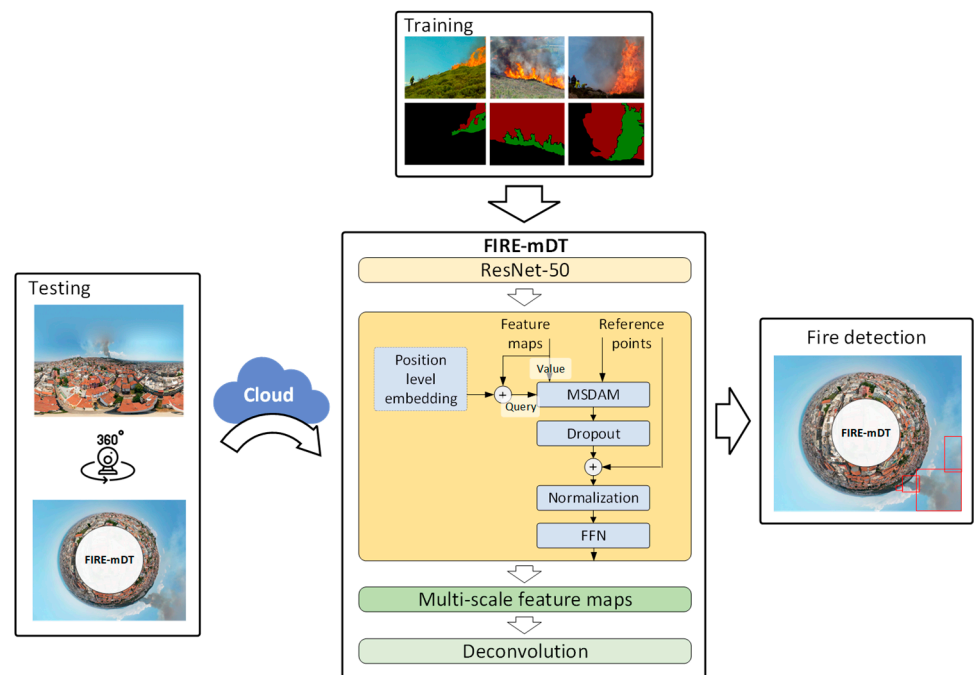 Training
FIRE-mDT
ResNet-50
Testing
Feature
maps
Reference
points
Position
level
embedding
Value
+
Query
MSDAM
Dropout
+
Normalization
FFN
Cloud
360°
FIRE-mDT
Fire detection
FIRE-mDT
Multi-scale feature maps
Deconvolution